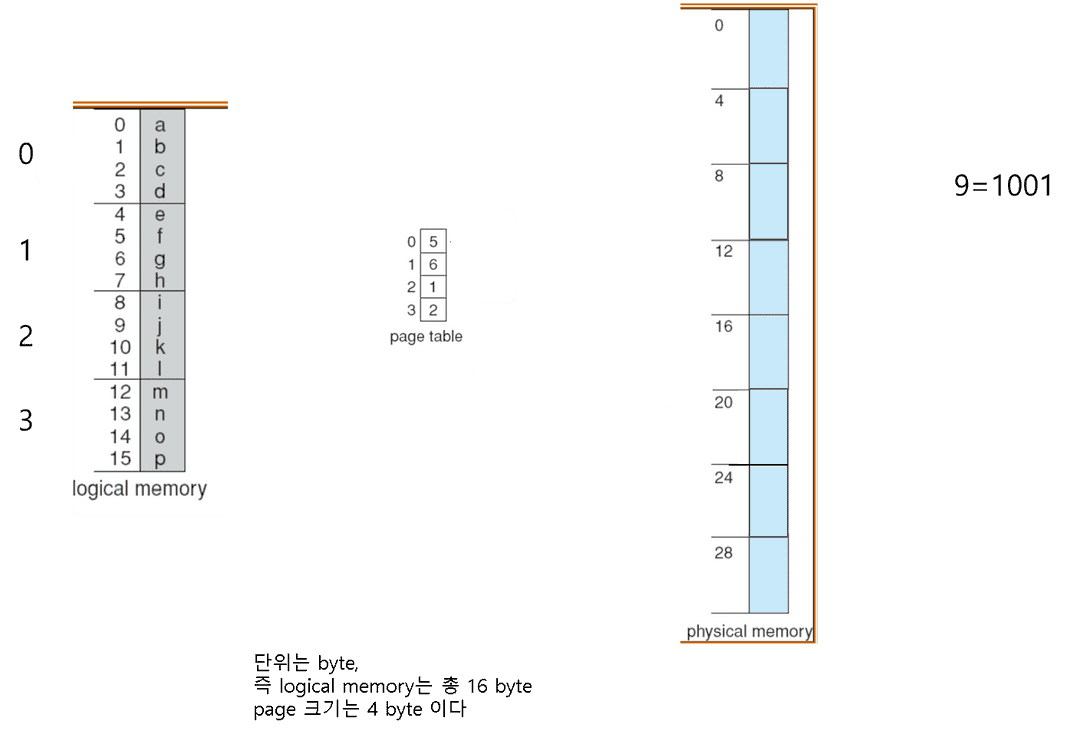 0
1
2
3
0 a
1 b
2 c
3 d
4 e
5 f
6 g
7 h
8 i
9 j
10 k
11 l
12 m
13 n
14 o
15 p
logical memory
0 5
1 6
2 1
3 2
page table
0
4
8
12
16
20
24
28
physical memory
9=1001
단위는 byte,
즉 logical memory는 총 16 byte
page 크기는 4 byte 이다